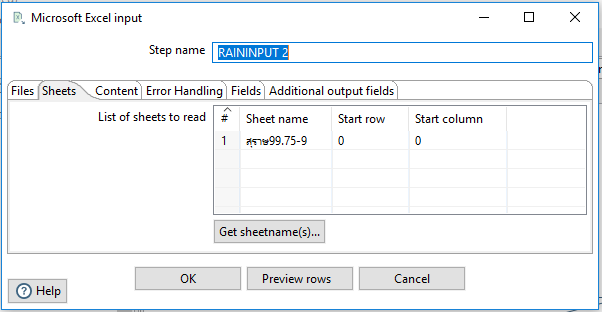 Microsoft Excel input
Step name RAININPUT 2
Files Sheets Content Error Handling Fields Additional output fields
List of sheets to read
# Sheet name Start row Start column
1 สุราษ99.75-9 0 0
Get sheetname(s)...
OK Preview rows Cancel
Help